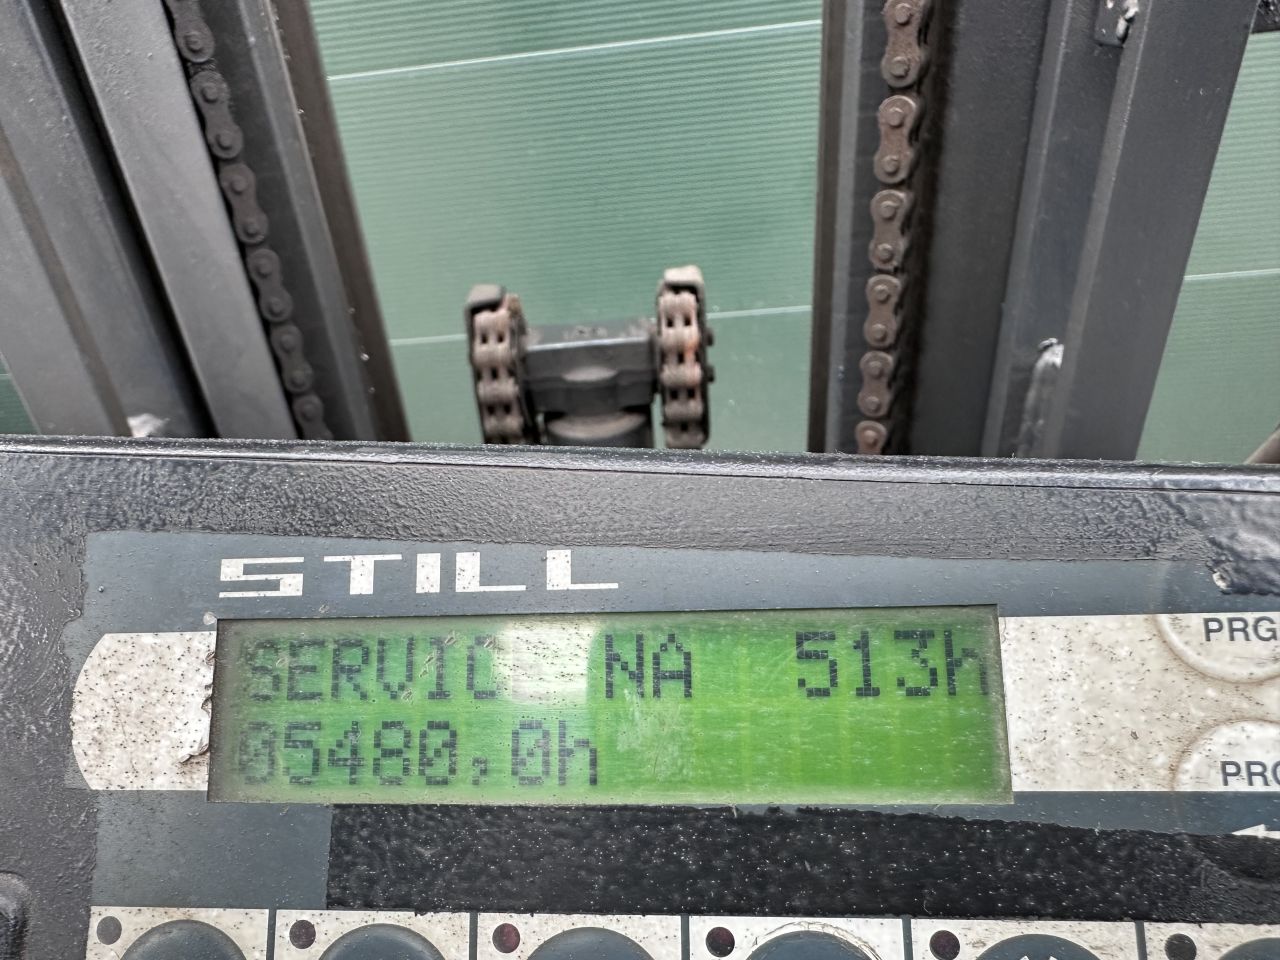 STILL
SERVIC NA 513h
05480,0h
PRG
PRG